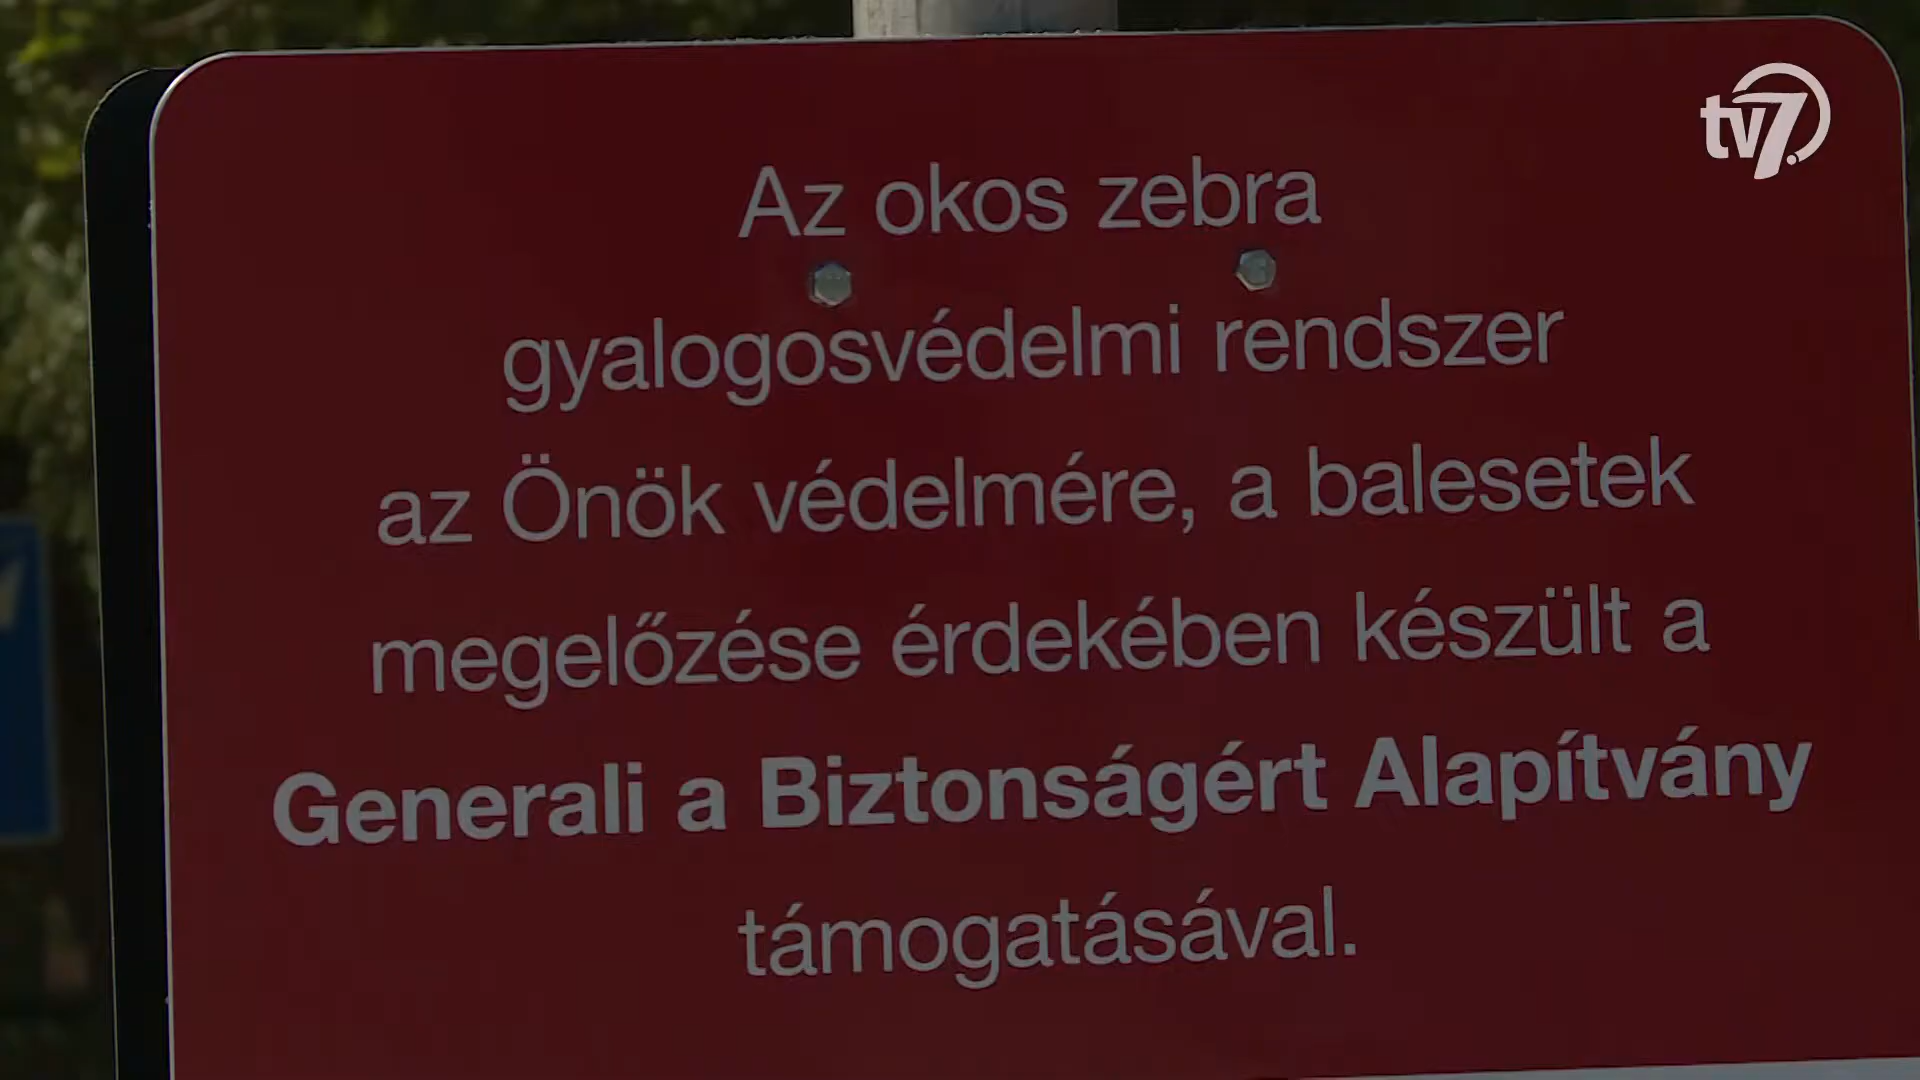 tv7.
Az okos zebra
gyalogosvédelmi rendszer
az Önök védelmére, a balesetek
megelőzése érdekében készült a
Generali a Biztonságért Alapítvány
támogatásával.